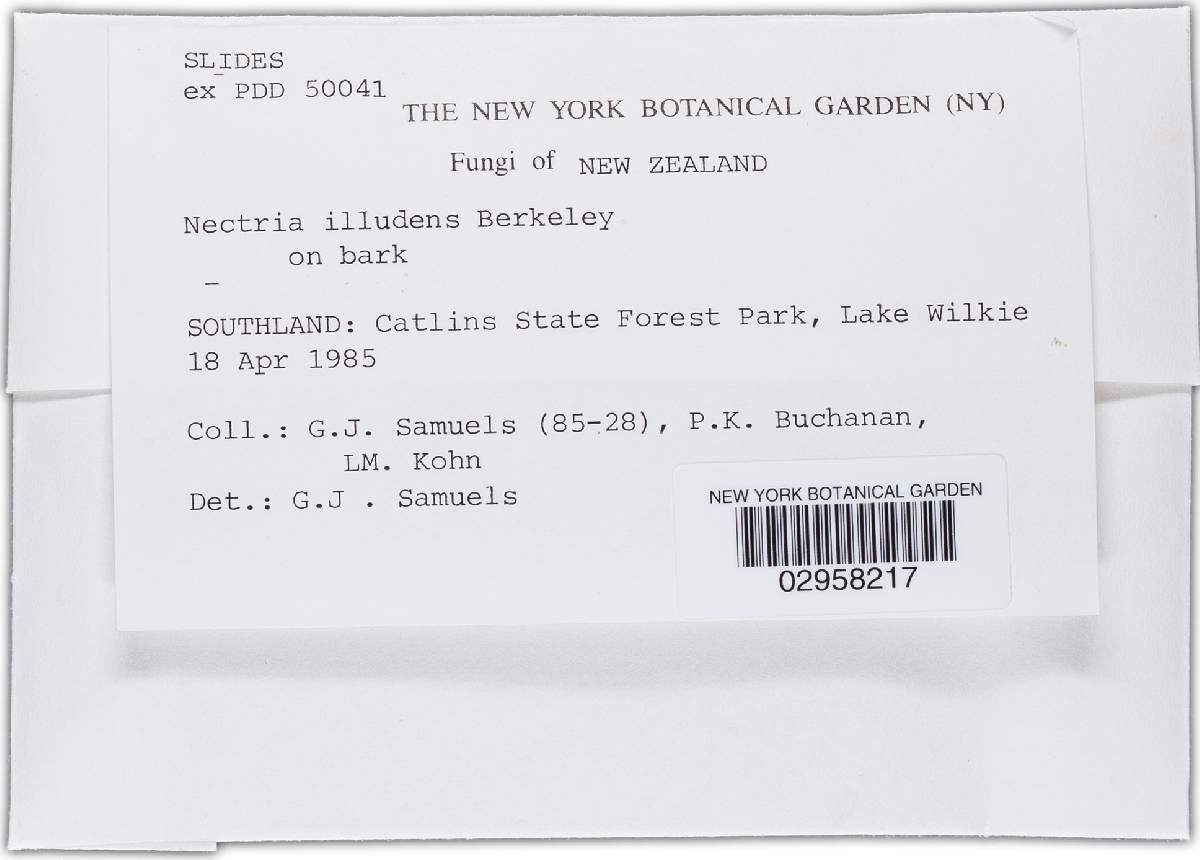 SLIDES
ex PDD 50041
THE NEW YORK BOTANICAL GARDEN (NY)
Fungi of NEW ZEALAND
Nectria illudens Berkeley
on bark
SOUTHLAND: Catlins State Forest Park, Lake Wilkie
18 Apr 1985
Coll.: G.J. Samuels (85-28), P.K. Buchanan,
LM. Kohn
Det.: G.J . Samuels
NEW YORK BOTANICAL GARDEN
02958217